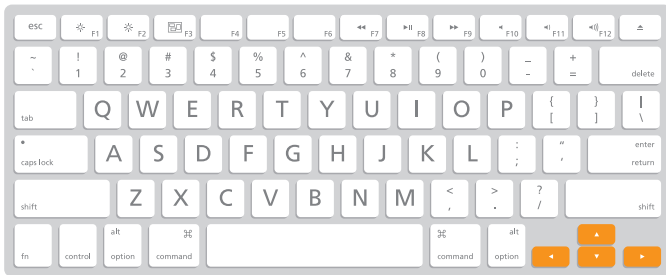 esc F1 F2 F3 F4 F5 F6 F7 F8 F9 F10 F11 F12
~ ! @ # $ % ^ & * ( ) _ +
` 1 2 3 4 5 6 7 8 9 0 - = delete
tab Q W E R T Y U I O P { [ } ] | \
caps lock A S D F G H J K L : ; “ ‘ enter return
shift Z X C V B N M < , > . ? / shift
fn control alt option ⌘ command ⌘ command alt option